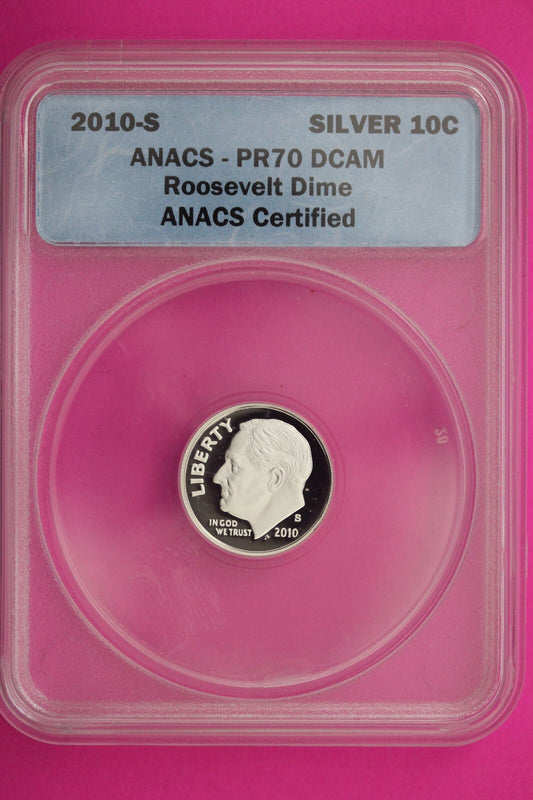 2010-S SILVER 10C
ANACS - PR70 DCAM
Roosevelt Dime
ANACS Certified
LIBERTY
IN GOD
WE TRUST
S
2010